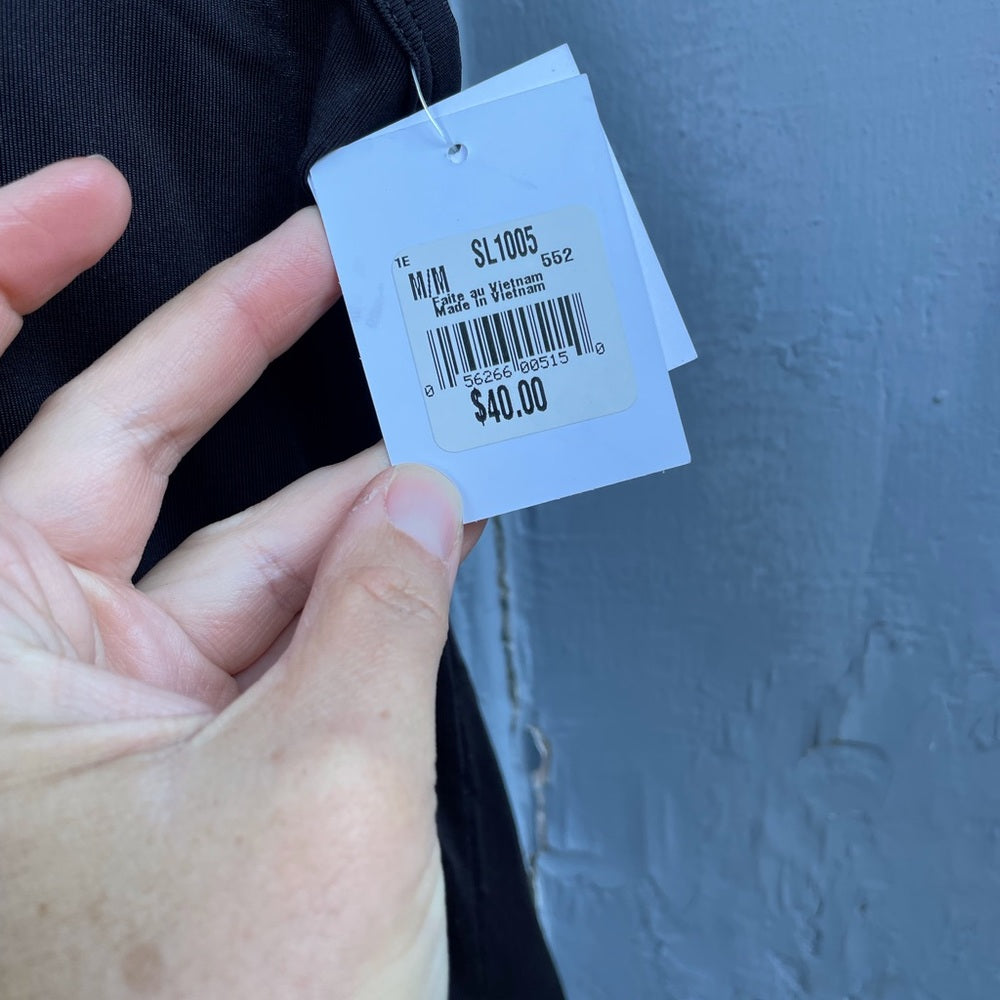 SL1005
1E
552
M/M
Faite au Vietnam
Made in Vietnam
0 56266 00515 0
$40.00